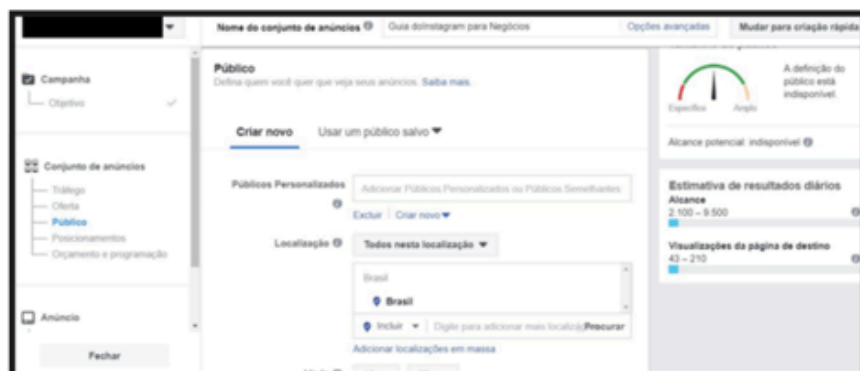 Nome do conjunto de anúncios Guia doInstagram para Negócios Opções avançadas Mudar para criação rápida
Campanha
Objetivo
Conjunto de anúncios
Tráfego
Oferta
Público
Posicionamentos
Orçamento e programação
Anúncio
Fechar
Público
Defina quem você quer que veja seus anúncios. Saiba mais.
Criar novo Usar um público salvo
Públicos Personalizados Adicionar Públicos Personalizados ou Públicos Semelhantes
Excluir Criar novo
Localização Todos nesta localização
Brasil
Brasil
Incluir Digite para adicionar mais Procurar
Adicionar localizações em massa
A definição do
público está
indisponível.
Específico Amplo
Alcance potencial: indisponível
Estimativa de resultados diários
Alcance
2.100 – 9.500
Visualizações da página de destino
43 – 210